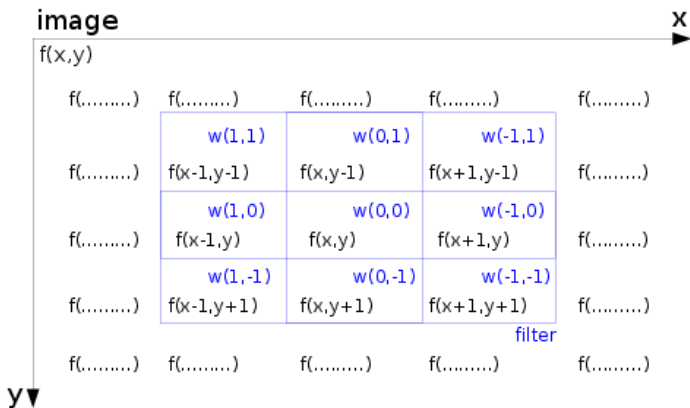 image x
f(x,y)
f(.........) f(.........) f(.........) f(.........) f(.........)
w(1,1) w(0,1) w(-1,1)
f(.........) f(x-1,y-1) f(x,y-1) f(x+1,y-1) f(.........)
w(1,0) w(0,0) w(-1,0)
f(.........) f(x-1,y) f(x,y) f(x+1,y) f(.........)
w(1,-1) w(0,-1) w(-1,-1)
f(.........) f(x-1,y+1) f(x,y+1) f(x+1,y+1) f(.........)
filter
f(.........) f(.........) f(.........) f(.........) f(.........)
y